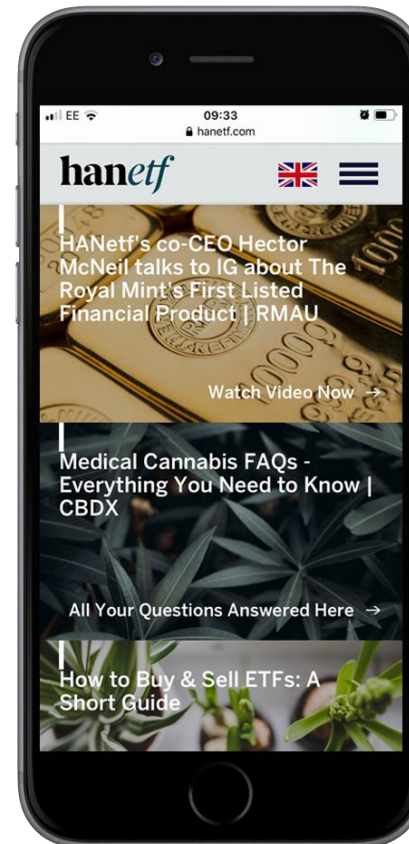 EE
09:33
hanetf.com
hanetf
HANetf's co-CEO Hector
McNeil talks to IG about The
Royal Mint's First Listed
Financial Product | RMAU
1000g
Watch Video Now →
Medical Cannabis FAQs -
Everything You Need to Know |
CBDX
All Your Questions Answered Here →
How to Buy & Sell ETFs: A
Short Guide